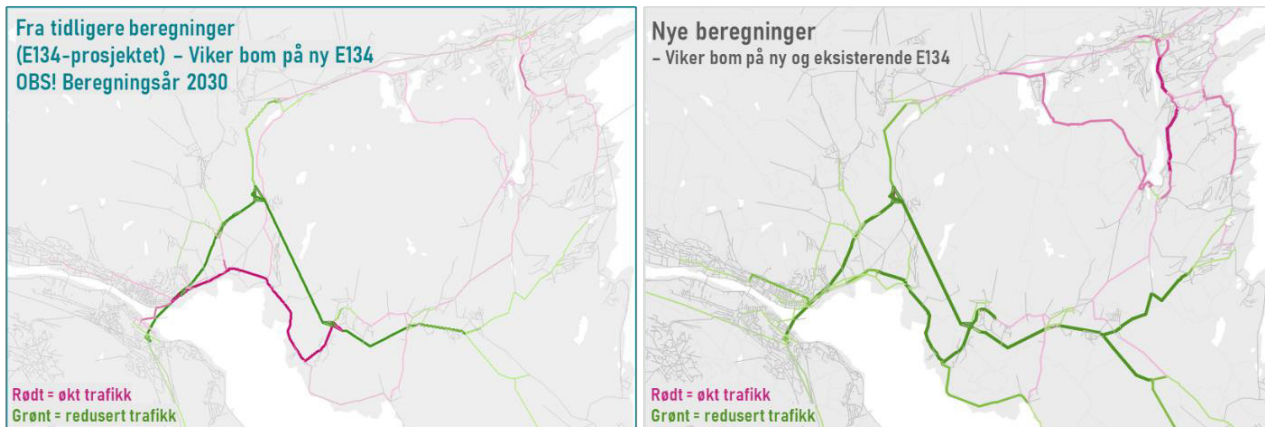 Fra tidligere beregninger
(E134-prosjektet) – Viker bom på ny E134
OBS! Beregningsår 2030
Rødt = økt trafikk
Grønt = redusert trafikk
Nye beregninger
– Viker bom på ny og eksisterende E134
Rødt = økt trafikk
Grønt = redusert trafikk